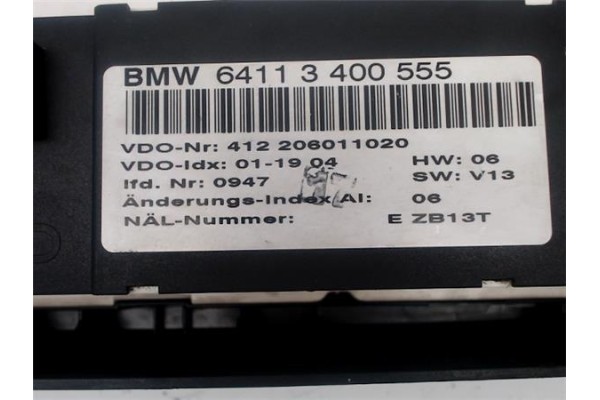 BMW 6411 3 400 555
VDO-Nr: 412 206011020
VDO-Idx: 01-19 04 HW: 06
lfd. Nr: 0947 SW: V13
Änderungs-Index AI: 06
NÄL-Nummer: E ZB13T